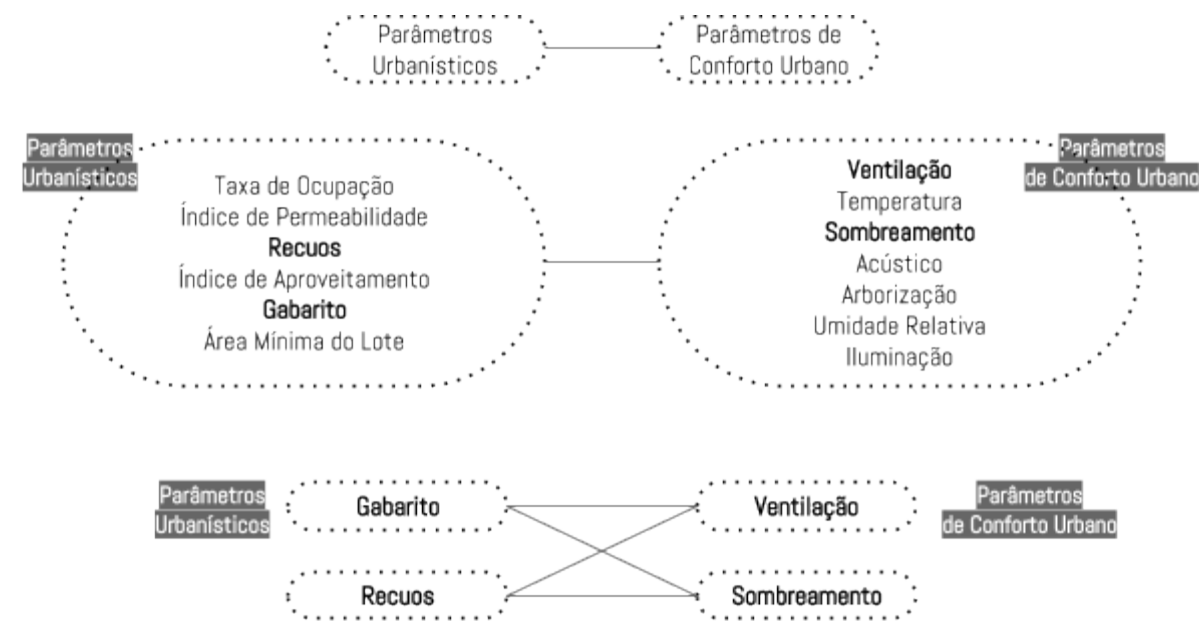 Parâmetros
Urbanísticos
Parâmetros de
Conforto Urbano
Parâmetros
Urbanísticos
Taxa de Ocupação
Índice de Permeabilidade
Recuos
Índice de Aproveitamento
Gabarito
Área Mínima do Lote
Parâmetros
de Conforto Urbano
Ventilação
Temperatura
Sombreamento
Acústico
Arborização
Umidade Relativa
Iluminação
Parâmetros
Urbanísticos
Gabarito
Recuos
Ventilação
Sombreamento
Parâmetros
de Conforto Urbano